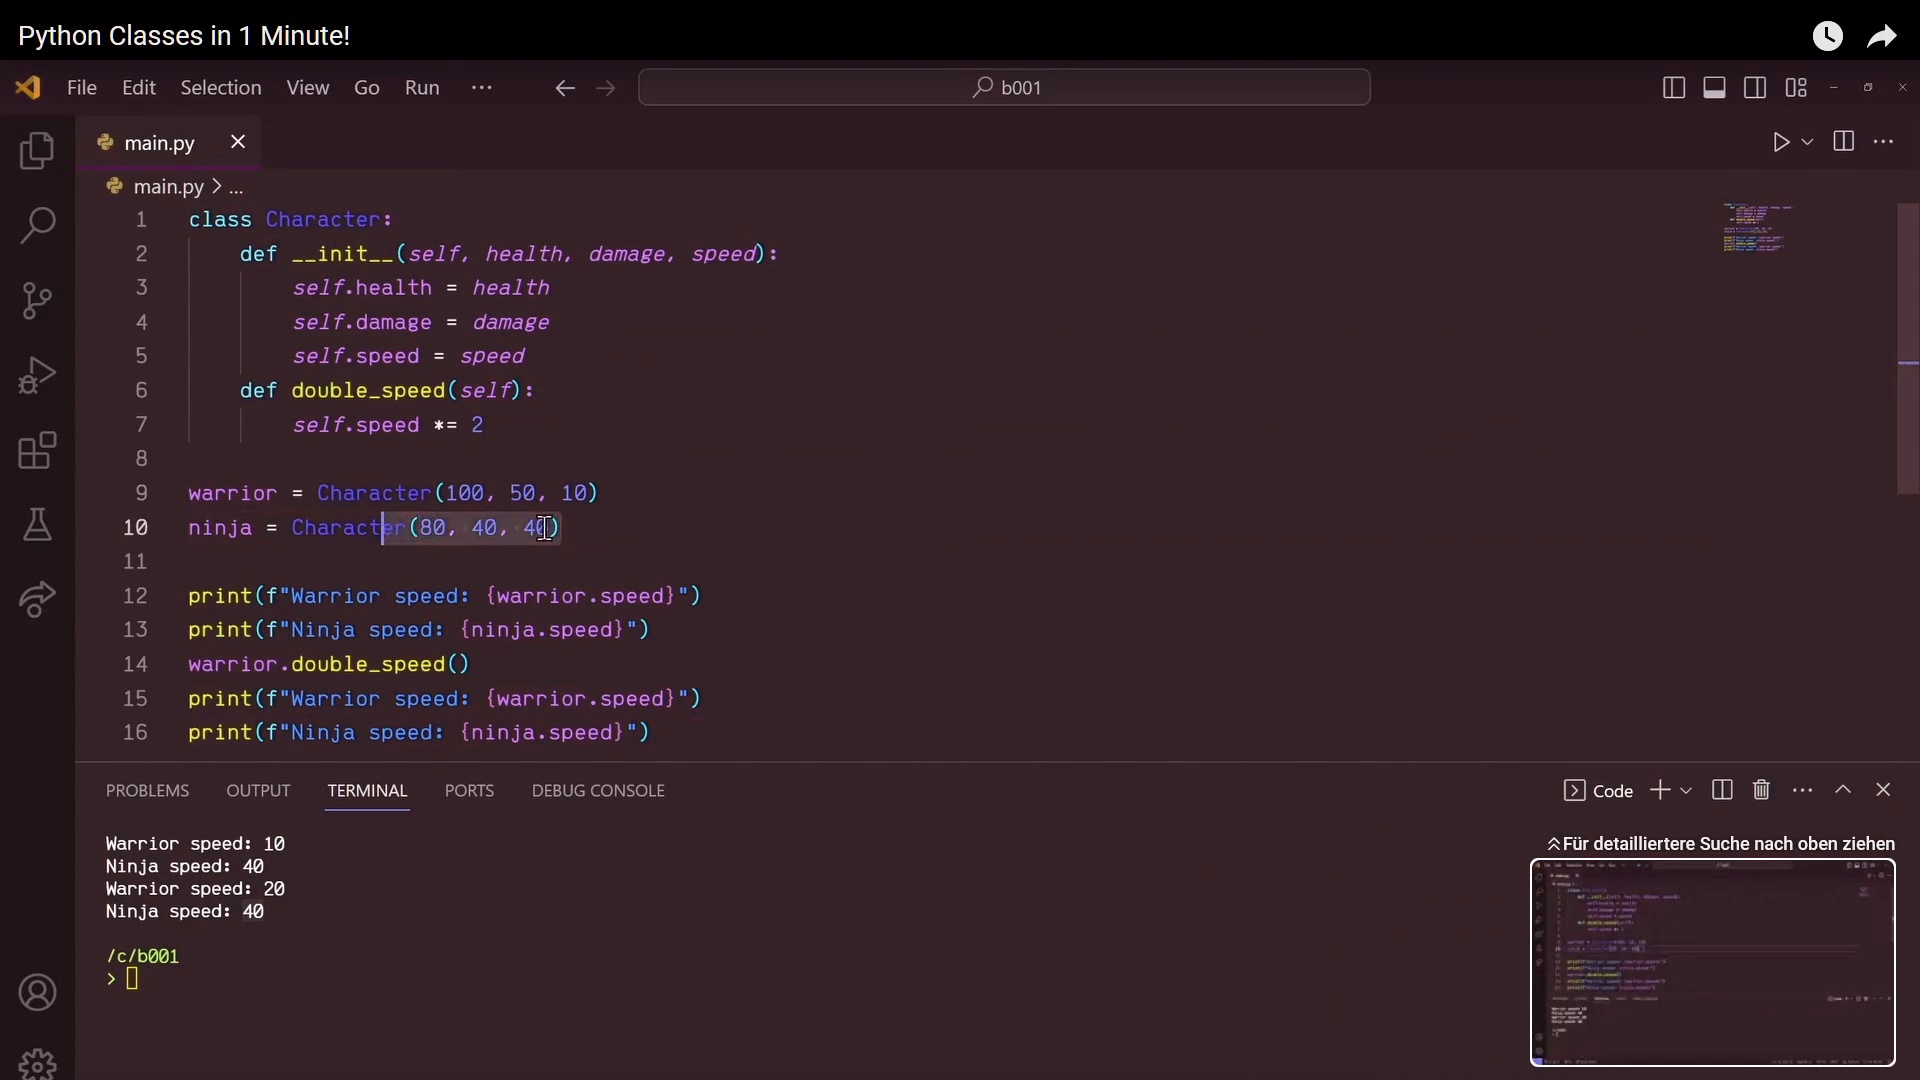 Python Classes in 1 Minute!
File Edit Selection View Go Run ··· b001
main.py
main.py > ...
1 class Character:
2     def __init__(self, health, damage, speed):
3         self.health = health
4         self.damage = damage
5         self.speed = speed
6     def double_speed(self):
7         self.speed *= 2
8
9 warrior = Character(100, 50, 10)
10 ninja = Character(80, 40, 40)
11
12 print(f"Warrior speed: {warrior.speed}")
13 print(f"Ninja speed: {ninja.speed}")
14 warrior.double_speed()
15 print(f"Warrior speed: {warrior.speed}")
16 print(f"Ninja speed: {ninja.speed}")
PROBLEMS OUTPUT TERMINAL PORTS DEBUG CONSOLE Code
Warrior speed: 10
Ninja speed: 40
Warrior speed: 20
Ninja speed: 40
/c/b001
>
Für detailliertere Suche nach oben ziehen